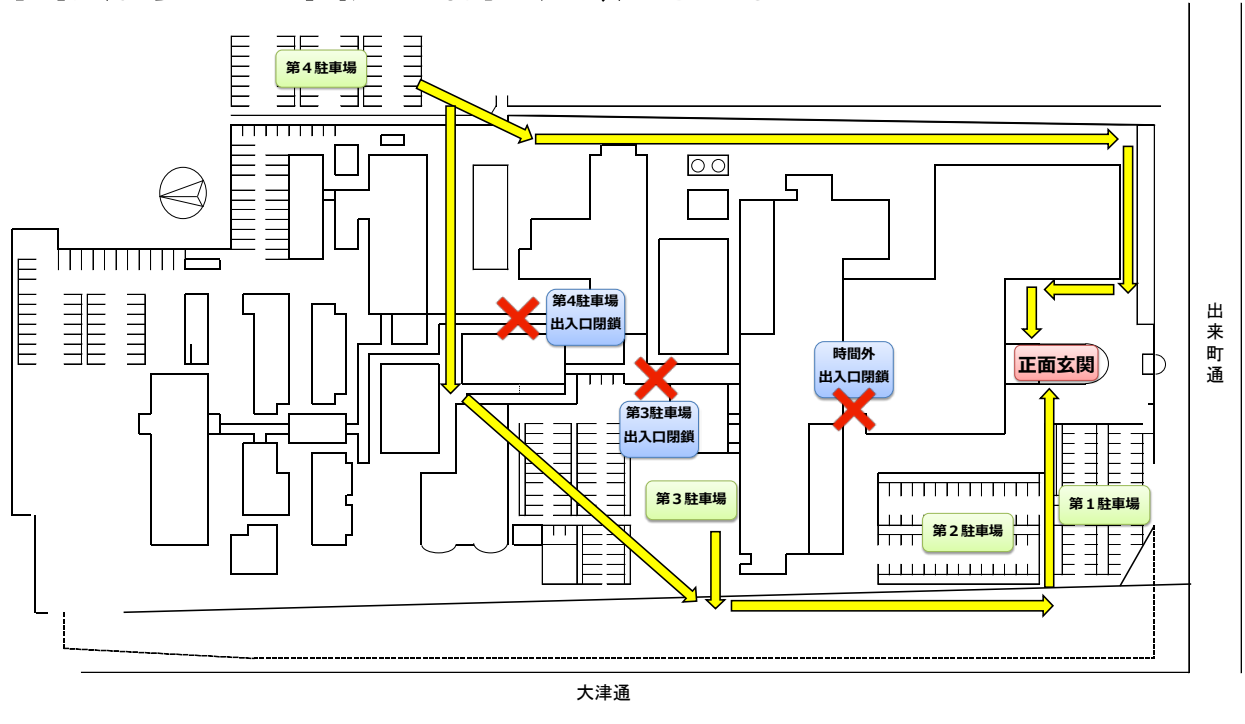 第４駐車場
第4駐車場
出入口閉鎖
時間外
出入口閉鎖
正面玄関
第3駐車場
出入口閉鎖
第３駐車場
第２駐車場
第１駐車場
出来町通
大津通